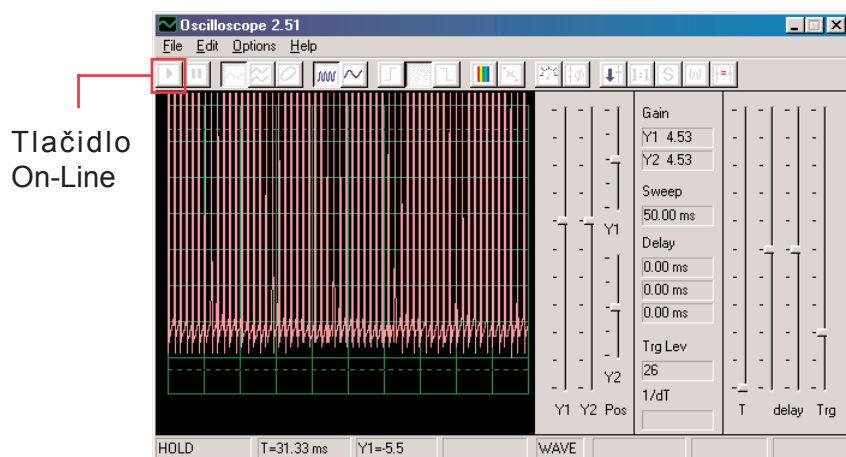 Oscilloscope 2.51
File Edit Options Help
1:1 S W
Tlačidlo
On-Line
Gain
Y1 4.53
Y2 4.53
Sweep
50.00 ms
Y1
Delay
0.00 ms
0.00 ms
0.00 ms
Trg Lev
26
Y2
1/dT
Y1 Y2 Pos
T delay Trg
HOLD T=31.33 ms Y1=-5.5 WAVE